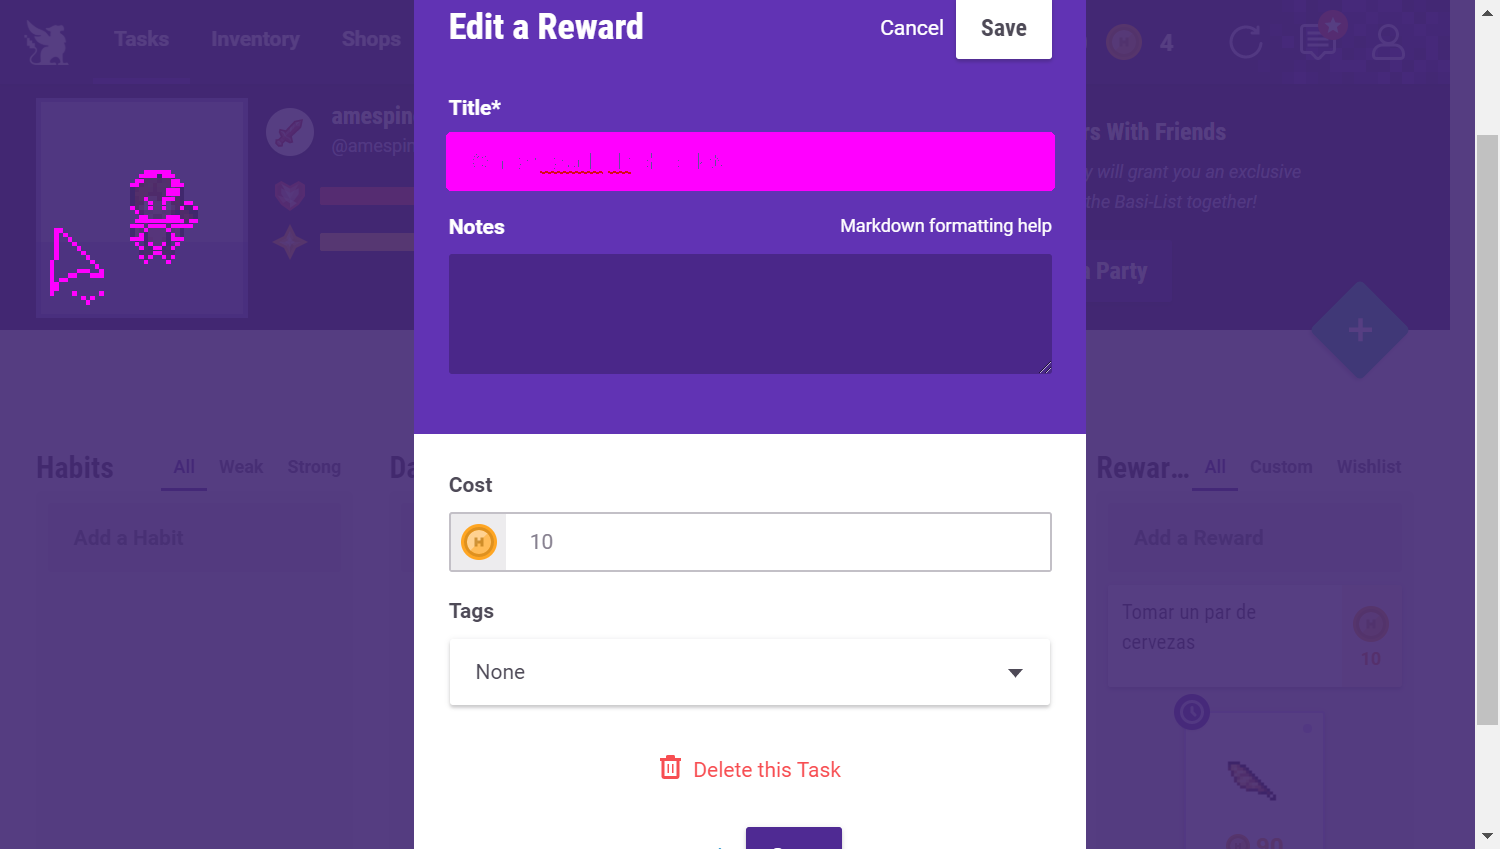 Edit a Reward
Cancel
Save
Tasks
Inventory
Shops
4
Title*
amespin
@amespin
rs With Friends
will grant you an exclusive
the Basi-List together!
Party
Notes
Markdown formatting help
Habits
All
Weak
Strong
Da
Rewar...
All
Custom
Wishlist
Add a Habit
Add a Reward
Cost
10
Tags
None
Tomar un par de
cervezas
10
Delete this Task